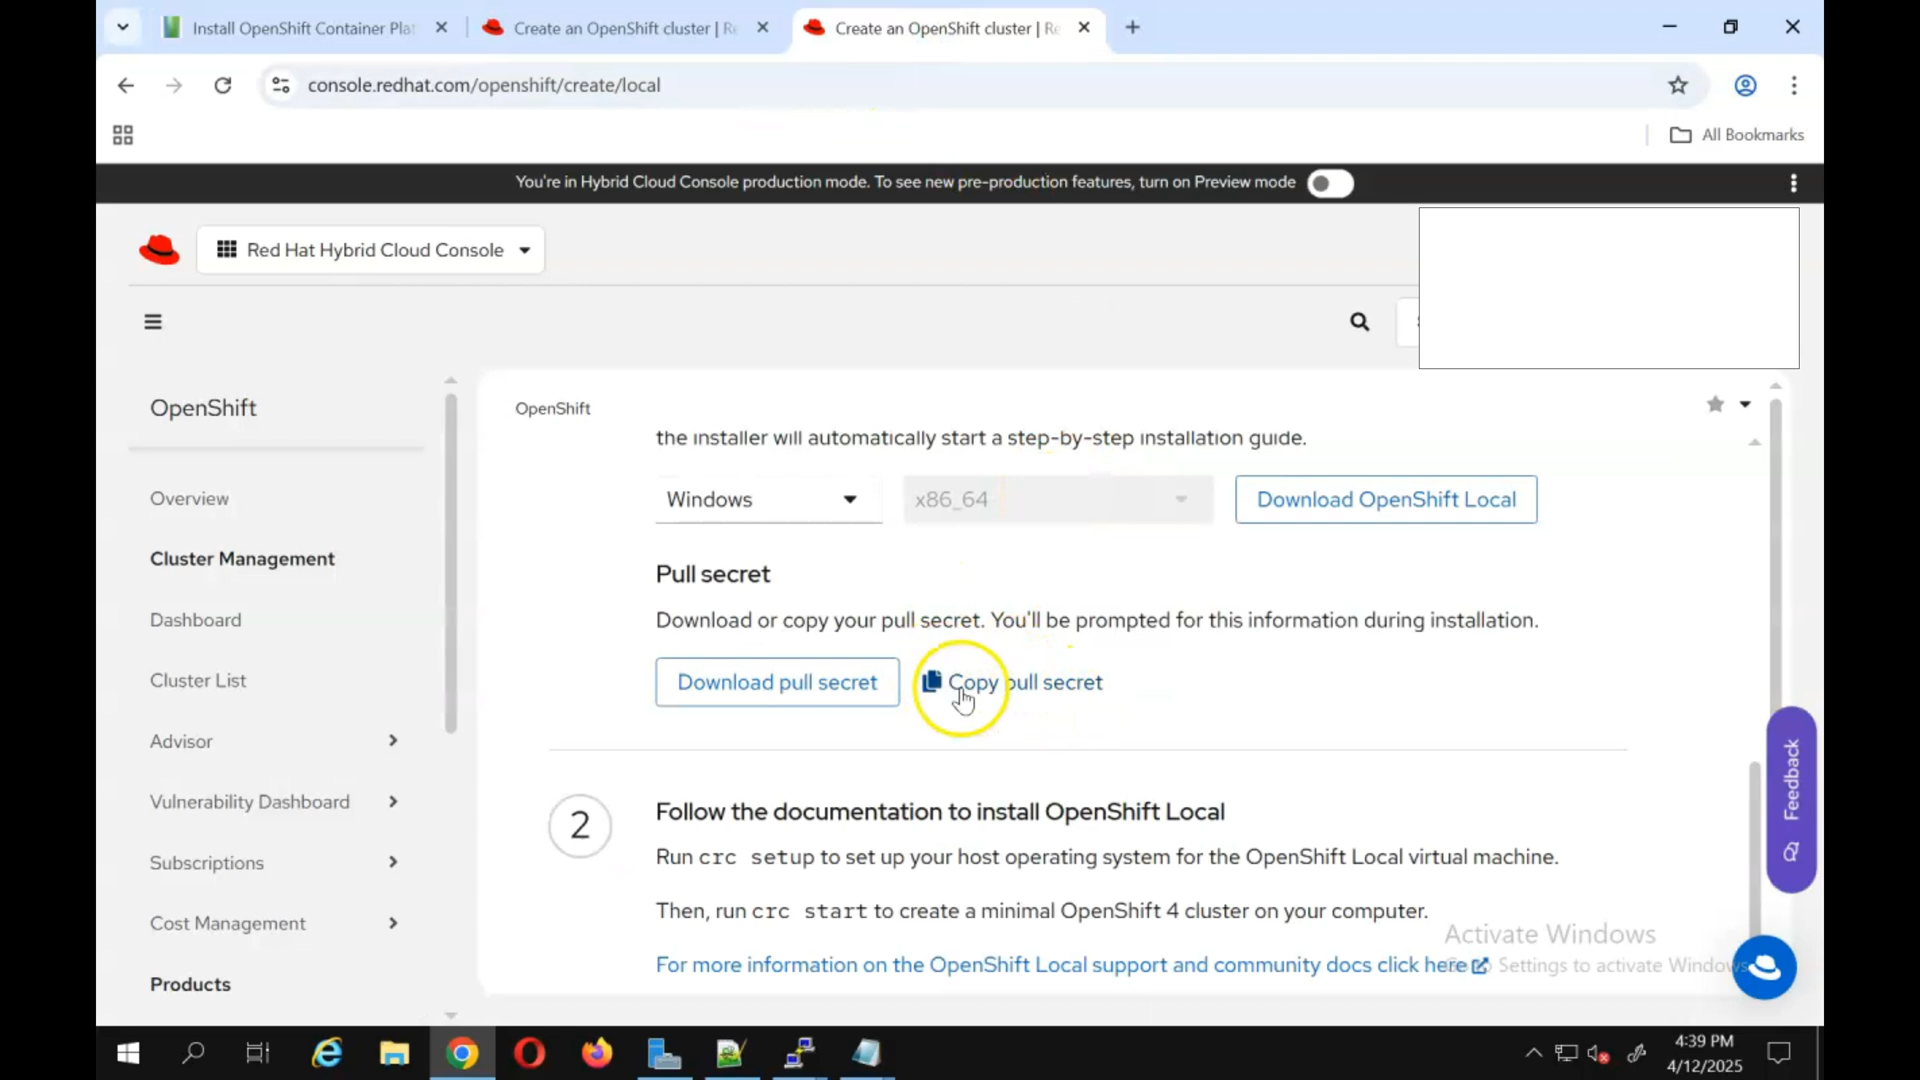 Install OpenShift Container Plat
Create an OpenShift cluster | Re
Create an OpenShift cluster | Re
console.redhat.com/openshift/create/local
All Bookmarks
You're in Hybrid Cloud Console production mode. To see new pre-production features, turn on Preview mode
Red Hat Hybrid Cloud Console
OpenShift
Overview
Cluster Management
Dashboard
Cluster List
Advisor
Vulnerability Dashboard
Subscriptions
Cost Management
Products
OpenShift
the installer will automatically start a step-by-step installation guide.
Windows
x86_64
Download OpenShift Local
Pull secret
Download or copy your pull secret. You'll be prompted for this information during installation.
Download pull secret
Copy pull secret
2
Follow the documentation to install OpenShift Local
Run crc setup to set up your host operating system for the OpenShift Local virtual machine.
Then, run crc start to create a minimal OpenShift 4 cluster on your computer.
For more information on the OpenShift Local support and community docs click here
Feedback
Activate Windows
Settings to activate Windows
4:39 PM
4/12/2025